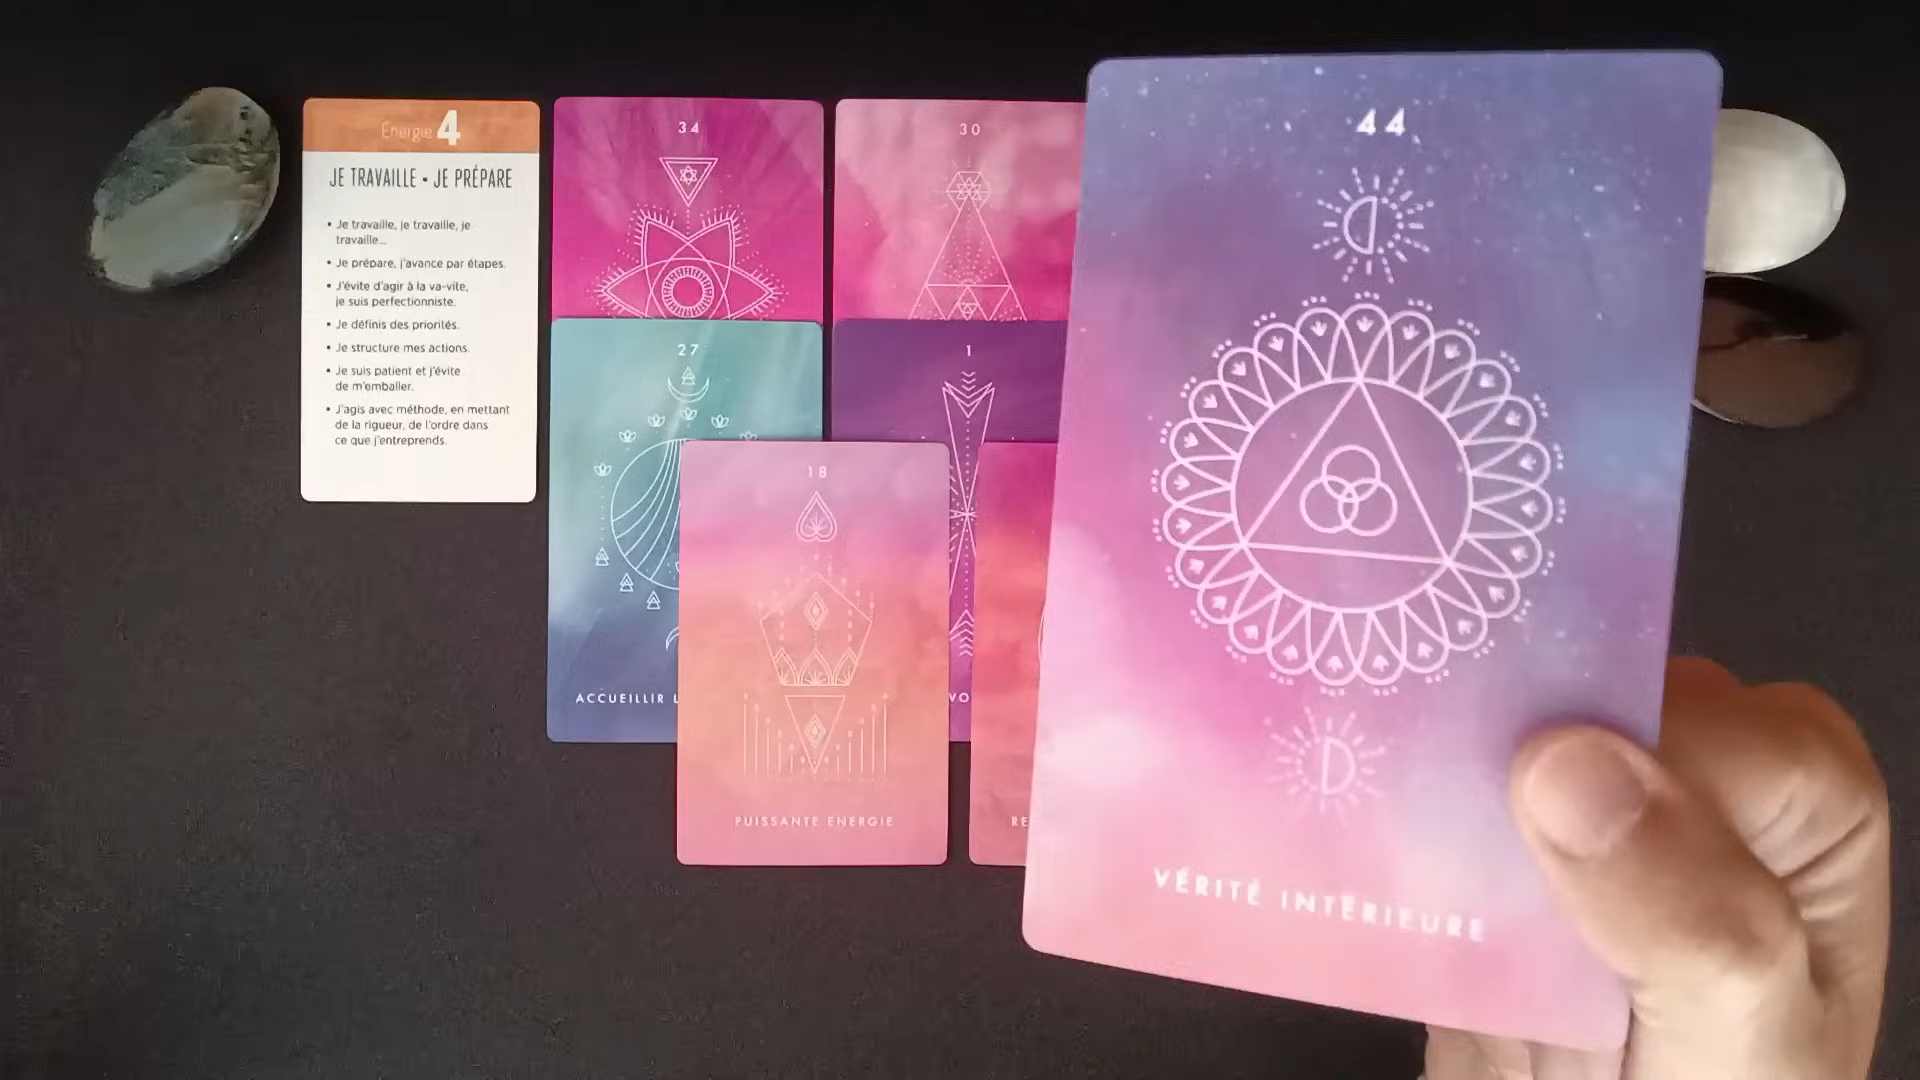 Énergie 4
JE TRAVAILLE • JE PRÉPARE
• Je travaille, je travaille, je
travaille...
• Je prépare, j'avance par étapes.
• J'évite d'agir à la va-vite,
je suis perfectionniste.
• Je définis des priorités.
• Je structure mes actions.
• Je suis patient et j'évite
de m'emballer.
• J'agis avec méthode, en mettant
de la rigueur, de l'ordre dans
ce que j'entreprends.
34
30
27
ACCUEILLIR L
1
VO
18
PUISSANTE ENERGIE
RE
44
VÉRITÉ INTÉRIEURE